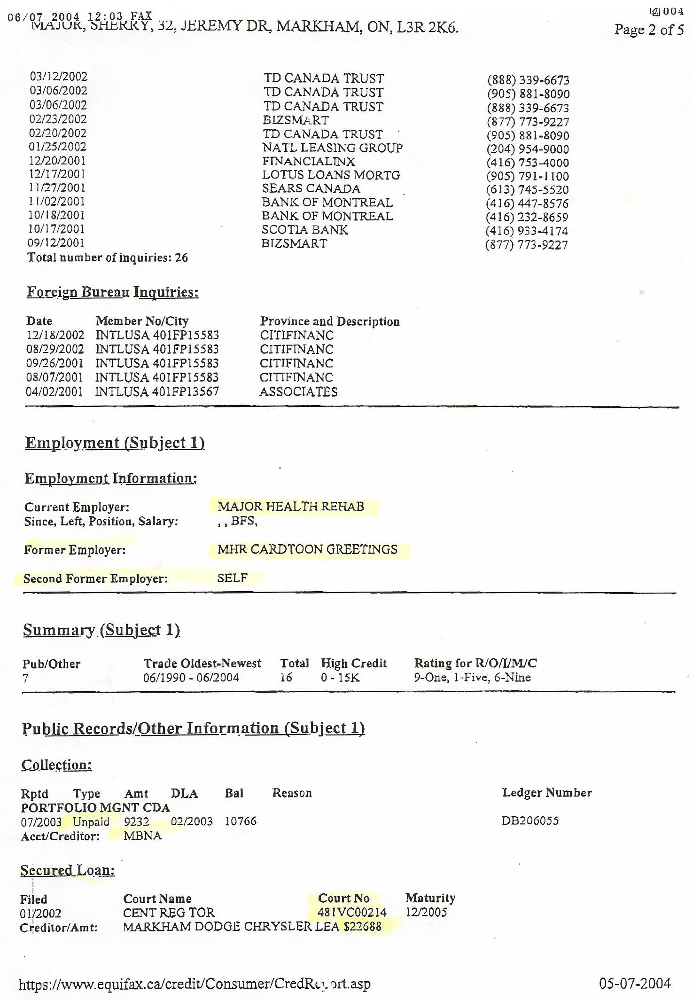 06/07 2004 12:03 FAX 004
MAJOR, SHERRY, 32, JEREMY DR, MARKHAM, ON, L3R 2K6. Page 2 of 5
03/12/2002 TD CANADA TRUST (888) 339-6673
03/06/2002 TD CANADA TRUST (905) 881-8090
03/06/2002 TD CANADA TRUST (888) 339-6673
02/23/2002 BIZSMART (877) 773-9227
02/20/2002 TD CANADA TRUST (905) 881-8090
01/25/2002 NATL LEASING GROUP (204) 954-9000
12/20/2001 FINANCIALINX (416) 753-4000
12/17/2001 LOTUS LOANS MORTG (905) 791-1100
11/27/2001 SEARS CANADA (613) 745-5520
11/02/2001 BANK OF MONTREAL (416) 447-8576
10/18/2001 BANK OF MONTREAL (416) 232-8659
10/17/2001 SCOTIA BANK (416) 933-4174
09/12/2001 BIZSMART (877) 773-9227
Total number of inquiries: 26
Foreign Bureau Inquiries:
Date Member No/City Province and Description
12/18/2002 INTLUSA 401FP15583 CITIFINANC
08/29/2002 INTLUSA 401FP15583 CITIFINANC
09/26/2001 INTLUSA 401FP15583 CITIFINANC
08/07/2001 INTLUSA 401FP15583 CITIFINANC
04/02/2001 INTLUSA 401FP13567 ASSOCIATES
Employment (Subject 1)
Employment Information:
Current Employer: MAJOR HEALTH REHAB
Since, Left, Position, Salary: , , BFS,
Former Employer: MHR CARDTOON GREETINGS
Second Former Employer: SELF
Summary (Subject 1)
Pub/Other Trade Oldest-Newest Total High Credit Rating for R/O/I/M/C
7 06/1990 - 06/2004 16 0 - 15K 9-One, 1-Five, 6-Nine
Public Records/Other Information (Subject 1)
Collection:
Rptd Type Amt DLA Bal Reason Ledger Number
PORTFOLIO MGNT CDA
07/2003 Unpaid 9232 02/2003 10766 DB206055
Acct/Creditor: MBNA
Secured Loan:
Filed Court Name Court No Maturity
01/2002 CENT REG TOR 481VC00214 12/2005
Creditor/Amt: MARKHAM DODGE CHRYSLER LEA $22688
https://www.equifax.ca/credit/Consumer/CredReport.asp 05-07-2004